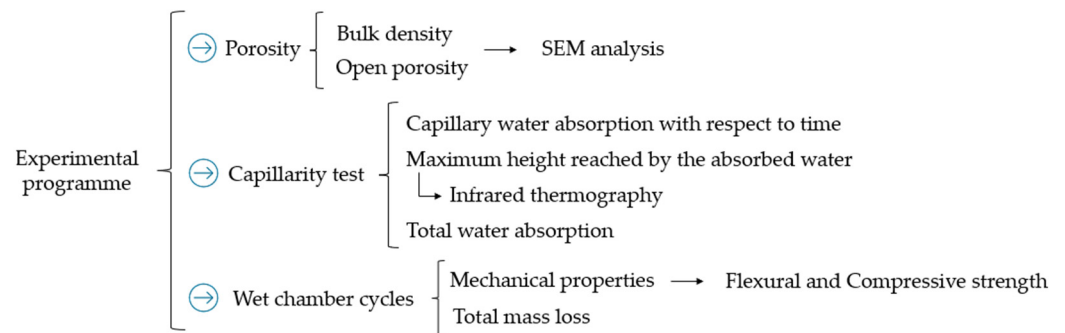 Experimental
programme
Porosity
Bulk density
Open porosity
SEM analysis
Capillarity test
Capillary water absorption with respect to time
Maximum height reached by the absorbed water
Infrared thermography
Total water absorption
Wet chamber cycles
Mechanical properties
Flexural and Compressive strength
Total mass loss